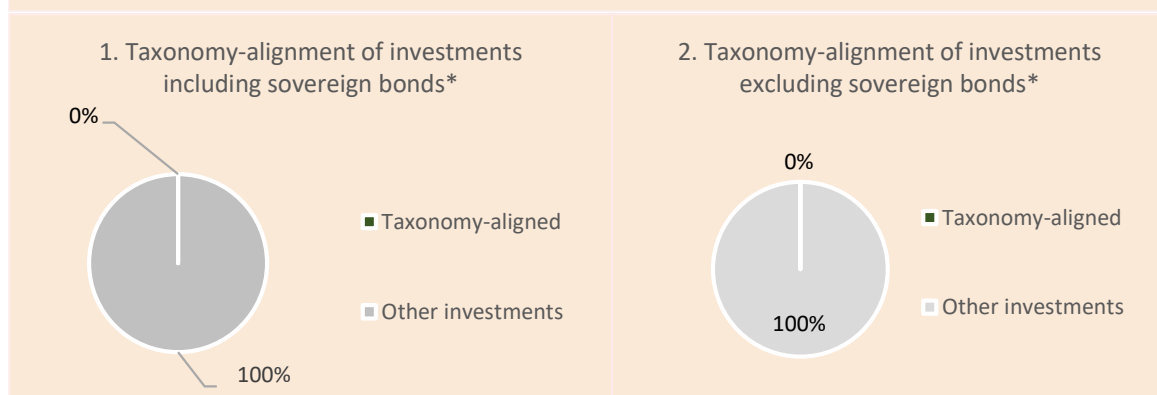 1. Taxonomy-alignment of investments
including sovereign bonds*
0%
Taxonomy-aligned
Other investments
100%
2. Taxonomy-alignment of investments
excluding sovereign bonds*
0%
Taxonomy-aligned
Other investments
100%